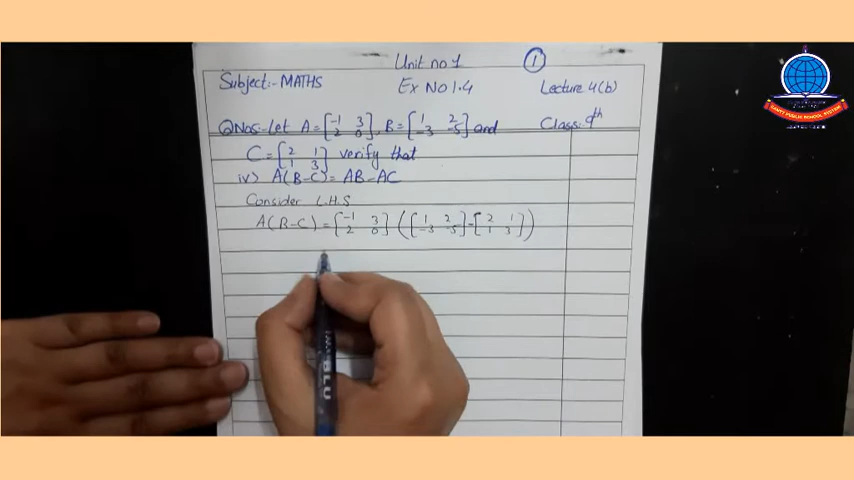 Unit no 1 1
Subject:- MATHS Ex No 1.4 Lecture 4(b)
Q No5:- Let A = [-1 3; 2 0], B = [1 2; -3 -5] and Class: 9th
C = [2 1; 1 3] verify that
iv) A(B-C) = AB - AC
Consider L.H.S
A(B-C) = [-1 3; 2 0] ([1 2; -3 -5] - [2 1; 1 3])
BLU